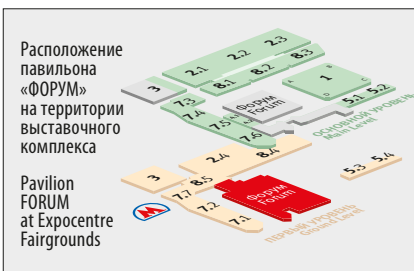 Расположение
павильона
«ФОРУМ»
на территории
выставочного
комплекса
Pavilion
FORUM
at Expocentre
Fairgrounds
2.1
2.2
2.3
3
8.1
8.2
8.3
A
B
C
D
1
7.3
7.4
7.5
7.6
Форум
Forum
5.1
5.2
ОСНОВНОЙ УРОВЕНЬ
Main Level
3
2.4
8.4
8.5
7.7
7.2
7.1
Форум
Forum
5.3
5.4
ПЕРВЫЙ УРОВЕНЬ
Ground Level
М